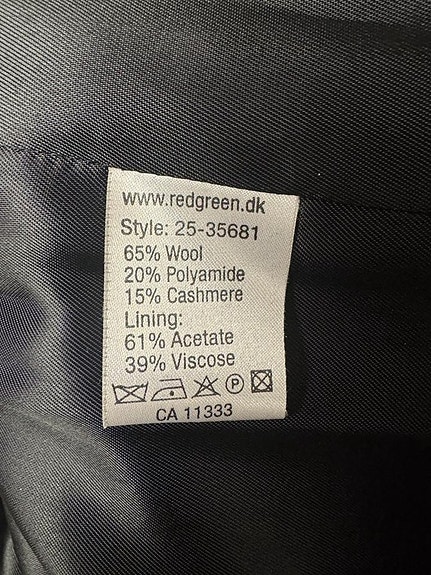 www.redgreen.dk
Style: 25-35681
65% Wool
20% Polyamide
15% Cashmere
Lining:
61% Acetate
39% Viscose
P
CA 11333